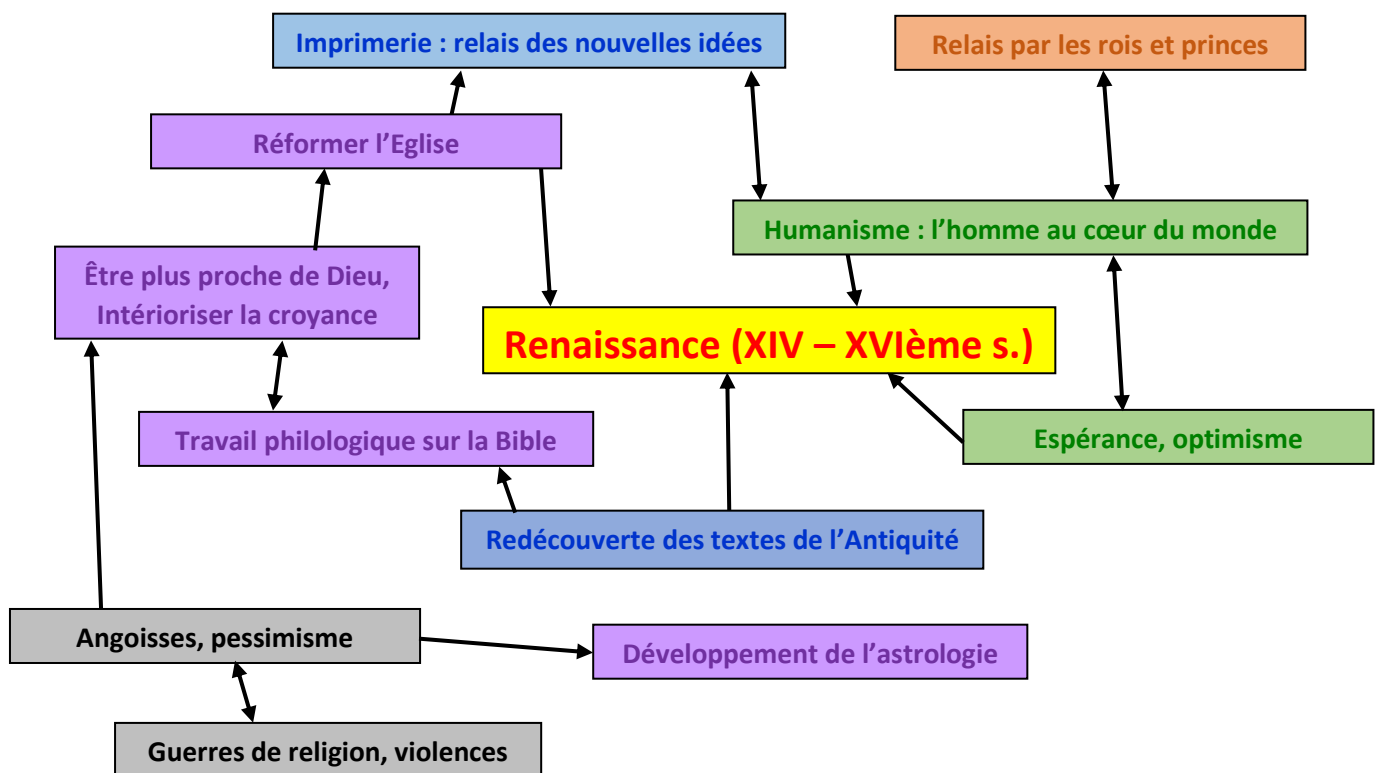 Imprimerie : relais des nouvelles idées
Relais par les rois et princes
Réformer l'Eglise
Humanisme : l'homme au cœur du monde
Être plus proche de Dieu,
Intérioriser la croyance
Renaissance (XIV – XVIème s.)
Travail philologique sur la Bible
Espérance, optimisme
Redécouverte des textes de l'Antiquité
Angoisses, pessimisme
Développement de l'astrologie
Guerres de religion, violences